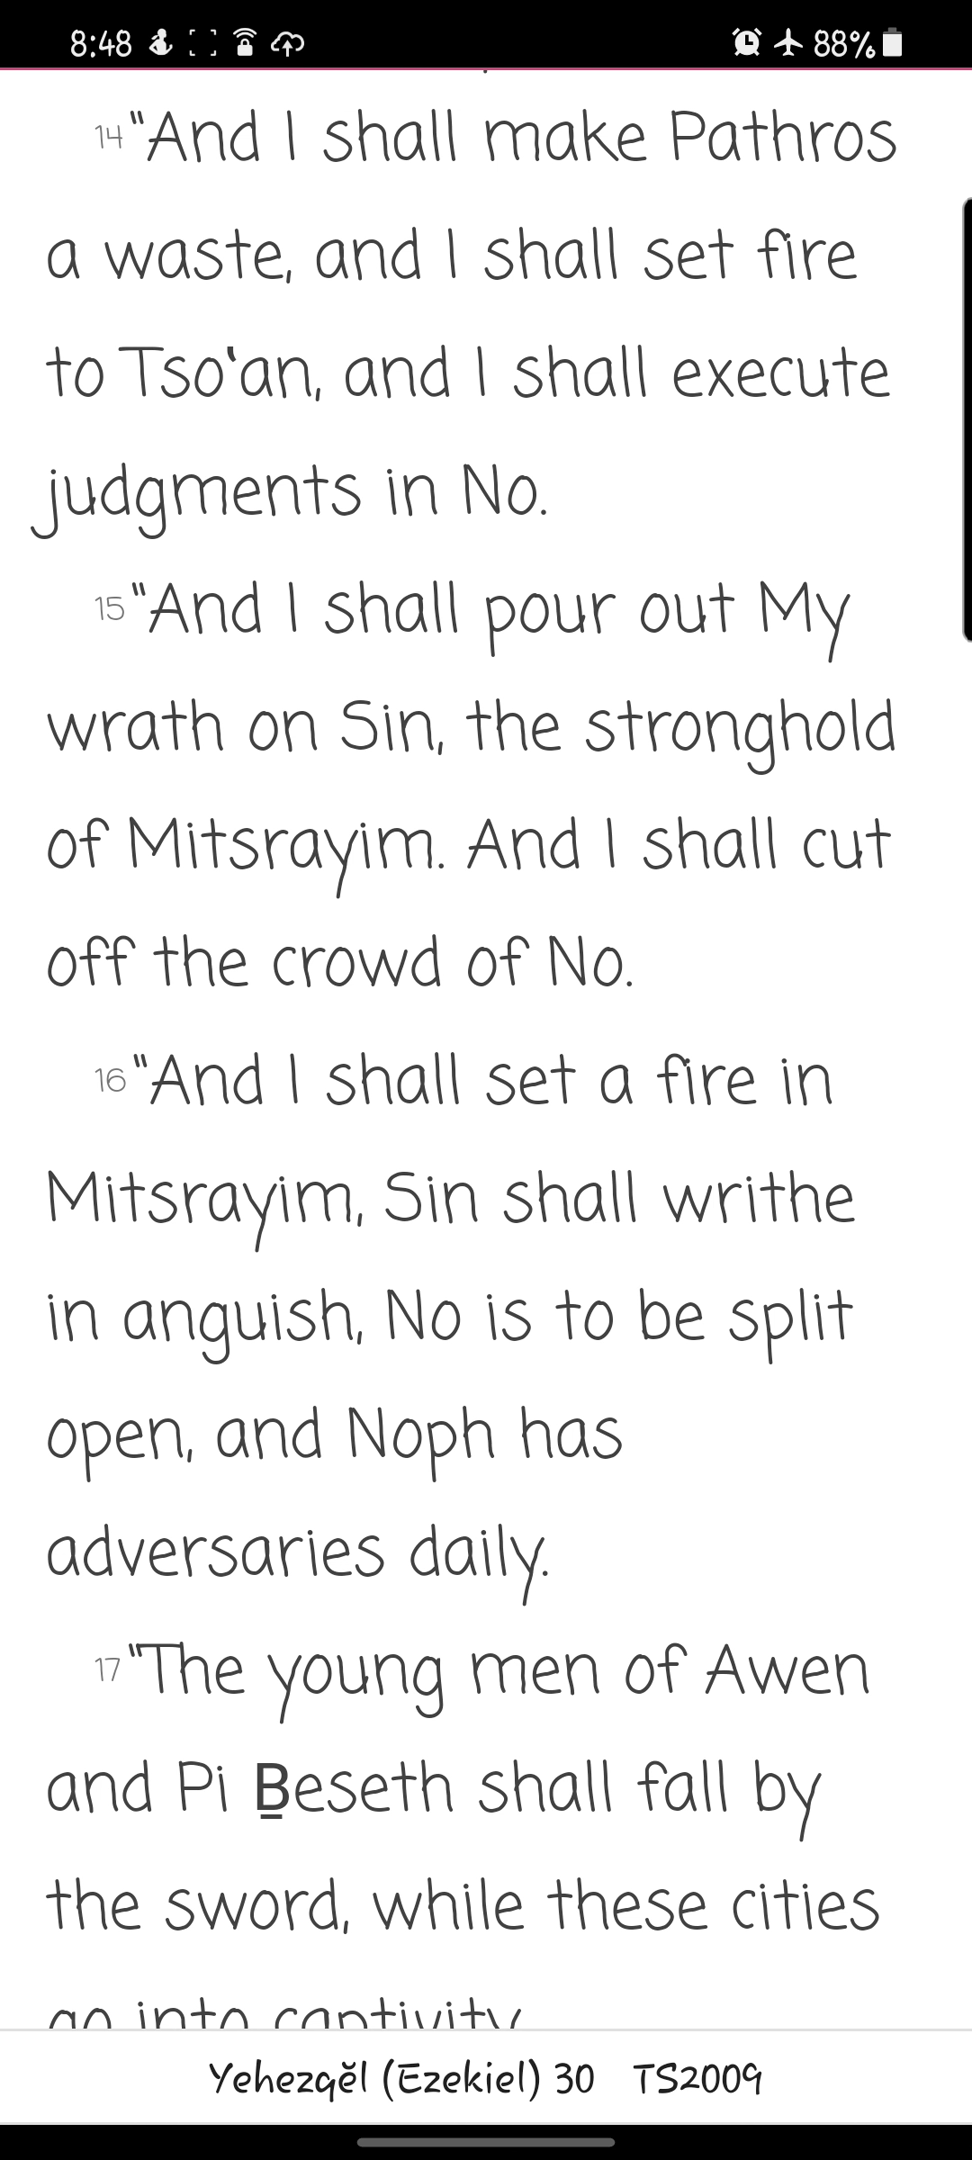 8:48 88%
14 "And I shall make Pathros
a waste, and I shall set fire
to Tso‛an, and I shall execute
judgments in No.
15 "And I shall pour out My
wrath on Sin, the stronghold
of Mitsrayim. And I shall cut
off the crowd of No.
16 "And I shall set a fire in
Mitsrayim, Sin shall writhe
in anguish, No is to be split
open, and Noph has
adversaries daily.
17 "The young men of Awen
and Pi Ḇeseth shall fall by
the sword, while these cities
go into captivity
Yehezqĕl (Ezekiel) 30 TS2009